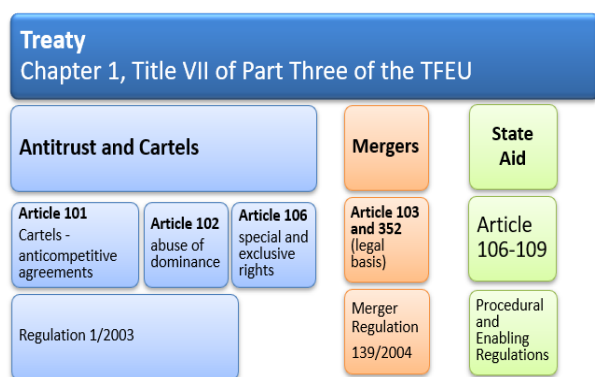 Treaty
Chapter 1, Title VII of Part Three of the TFEU
Antitrust and Cartels
Mergers
State
Aid
Article 101
Cartels -
anticompetitive
agreements
Article 102
abuse of
dominance
Article 106
special and
exclusive
rights
Article 103
and 352
(legal
basis)
Article
106-109
Regulation 1/2003
Merger
Regulation
139/2004
Procedural
and
Enabling
Regulations